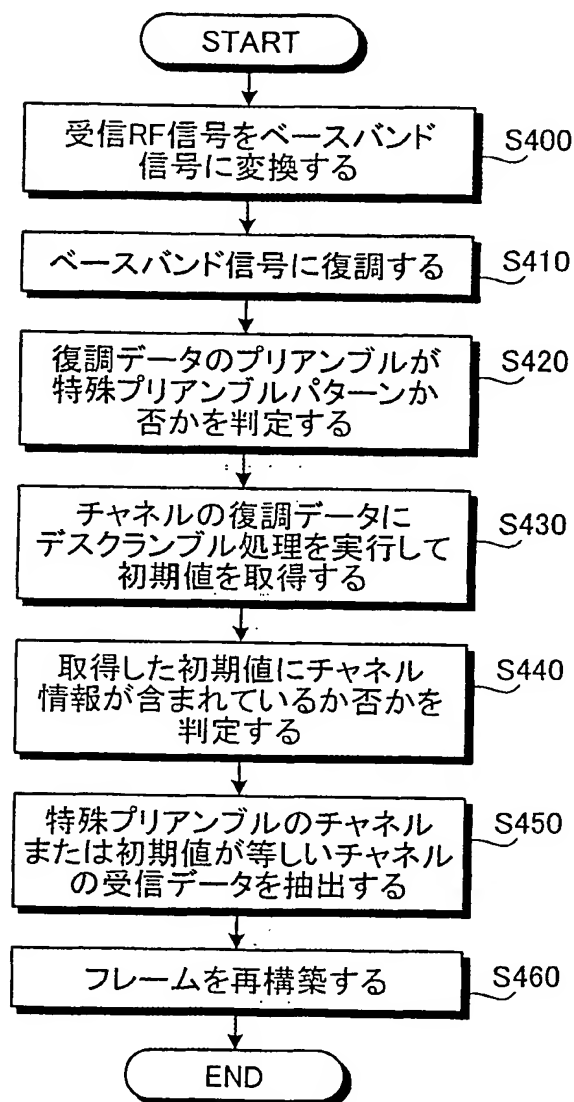 START
受信RF信号をベースバンド
信号に変換する
S400
ベースバンド信号に復調する
S410
復調データのプリアンブルが
特殊プリアンブルパターンか
否かを判定する
S420
チャネルの復調データに
デスクランブル処理を実行して
初期値を取得する
S430
取得した初期値にチャネル
情報が含まれているか否かを
判定する
S440
特殊プリアンブルのチャネル
または初期値が等しいチャネル
の受信データを抽出する
S450
フレームを再構築する
S460
END